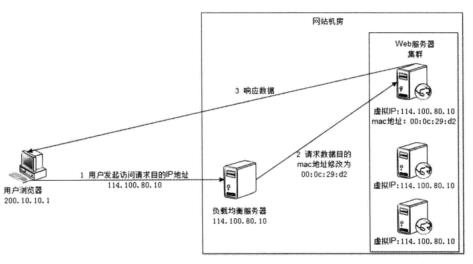 网站机房
Web服务器
集群
3 响应数据
虚拟IP:114.100.80.10
mac地址: 00:0c:29:d2
2 请求数据目的
mac地址修改为
00:0c:29:d2
1 用户发起访问请求目的IP地址
114.100.80.10
用户浏览器
200.10.10.1
负载均衡服务器
114.100.80.10
虚拟IP:114.100.80.10
虚拟IP:114.100.80.10